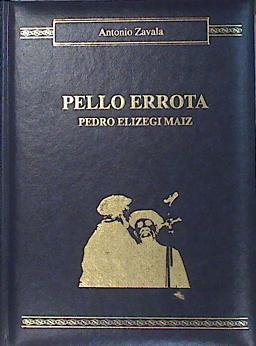 Antonio Zavala
PELLO ERROTA
PEDRO ELIZEGI MAIZ